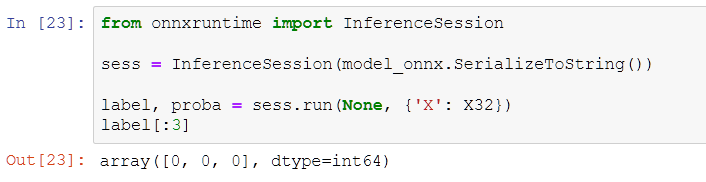 In [23]: from onnxruntime import InferenceSession
sess = InferenceSession(model_onnx.SerializeToString())
label, proba = sess.run(None, {'X': X32})
label[:3]
Out[23]: array([0, 0, 0], dtype=int64)